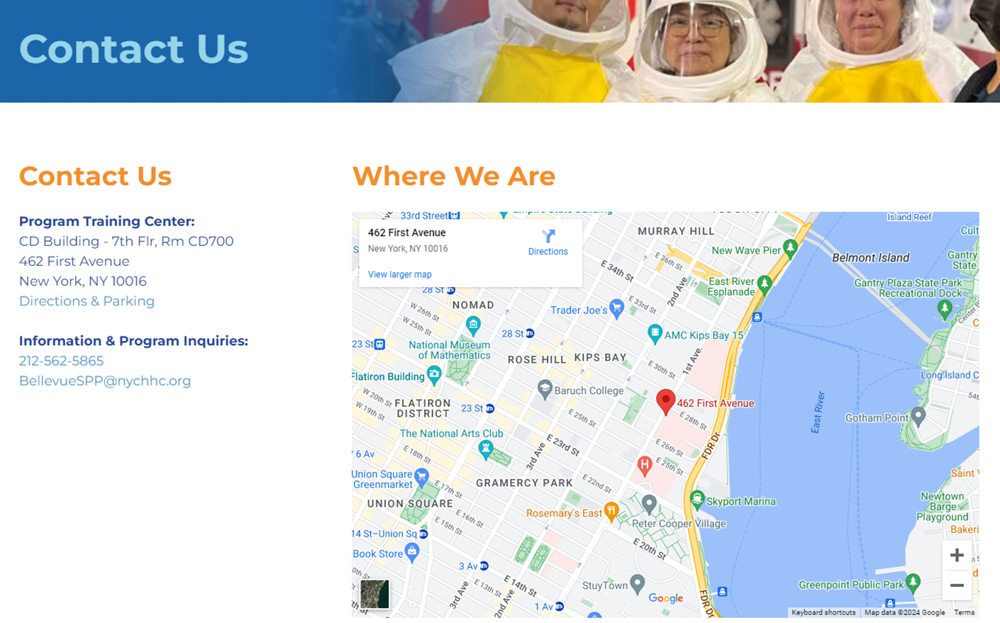 Contact Us
Contact Us
Program Training Center:
CD Building - 7th Flr, Rm CD700
462 First Avenue
New York, NY 10016
Directions & Parking
Information & Program Inquiries:
212-562-5865
BellevueSPP@nychhc.org
Where We Are
462 First Avenue
New York, NY 10016
Directions
View larger map
33rd Street
MURRAY HILL
Island Reef
New Wave Pier
Belmont Island
Gantry
State
E 36th St
E 34th St
2nd Ave
East River
Esplanade
Gantry Plaza State Park
Recreational Dock
28 St
NOMAD
Trader Joe's
E 33rd St
W 26th St
W 25th St
28 St
AMC Kips Bay 15
23 St
National Museum
of Mathematics
ROSE HILL
KIPS BAY
1st Ave.
E 30th St
Flatiron Building
Baruch College
Long Island C
W 20th St
W 19th St
FLATIRON
DISTRICT
23 St
E 25th St
462 First Avenue
E 28th St
East River
Gotham Point
The National Arts Club
E 23rd St
E 26th St
FDR Dr
6 Av
E 18th St
3rd Ave
E 25th St
H
Union Square
Greenmarket
E 17th St
GRAMERCY PARK
E 22nd St
Saint
UNION SQUARE
Rosemary's East
Skyport Marina
Newtown
Barge
Playground
E 16th St
E 15th St
Peter Cooper Village
14 St–Union Sq
Bakeri
Book Store
E 20th St
3 Av
E 14th St
E 13th St
3rd Ave
2nd Ave
StuyTown
Google
FDR Dr
Greenpoint Public Park
1 Av
Keyboard shortcuts
Map data ©2024 Google
Terms